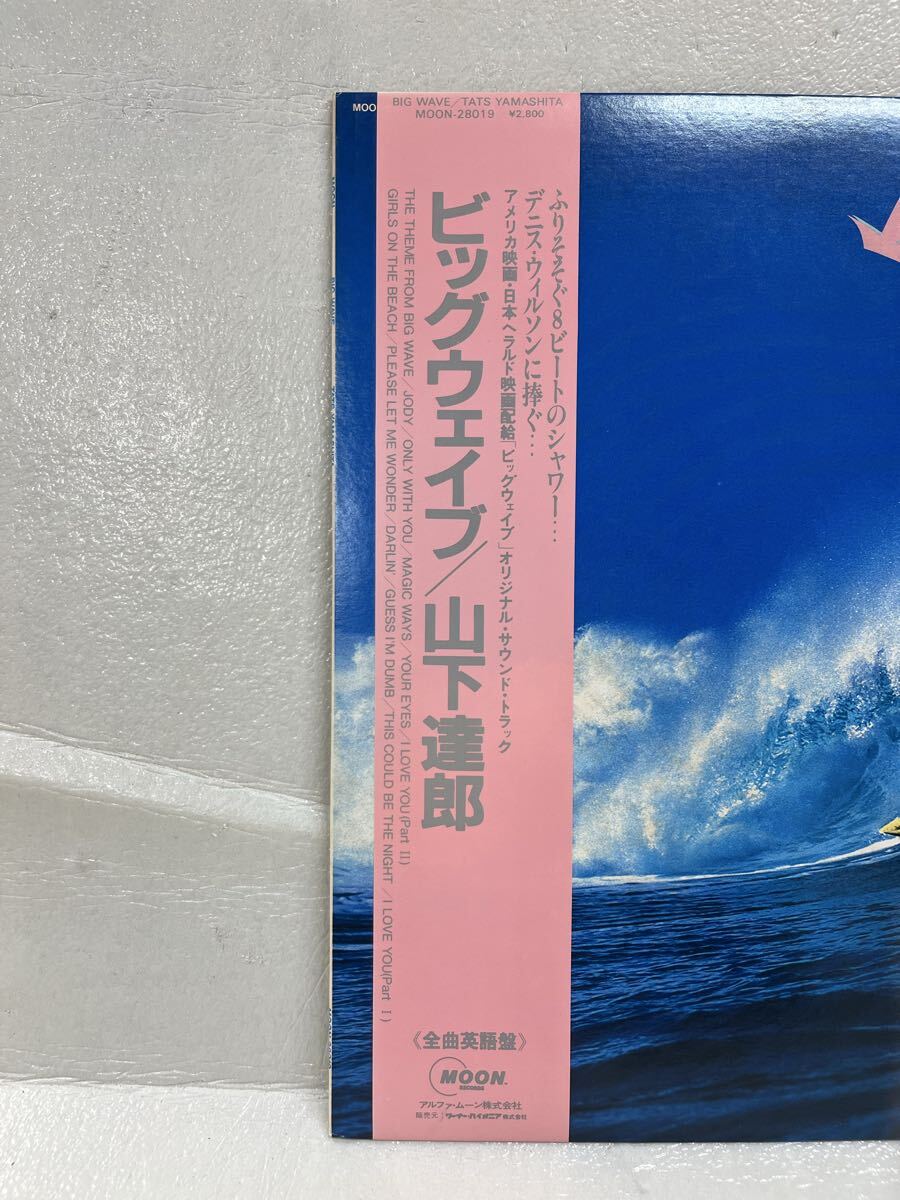 MOO
BIG WAVE/TATS YAMASHITA
MOON-28019 ¥2,800
ふりそそぐ8ビートのシャワー…
デニス・ウィルソンに捧ぐ…
アメリカ映画・日本ヘラルド映画配給「ビッグウェイブ」オリジナル・サウンド・トラック
ビッグウェイブ/山下達郎
THE THEME FROM BIG WAVE/JODY/ONLY WITH YOU/MAGIC WAYS/YOUR EYES/I LOVE YOU (Part II)
GIRLS ON THE BEACH/PLEASE LET ME WONDER/DARLIN'/GUESS I'M DUMB/THIS COULD BE THE NIGHT/I LOVE YOU(Part I)
《全曲英語盤》
MOON
RECORDS
アルファ・ムーン株式会社
販売元:ワーナー・パイオニア株式会社